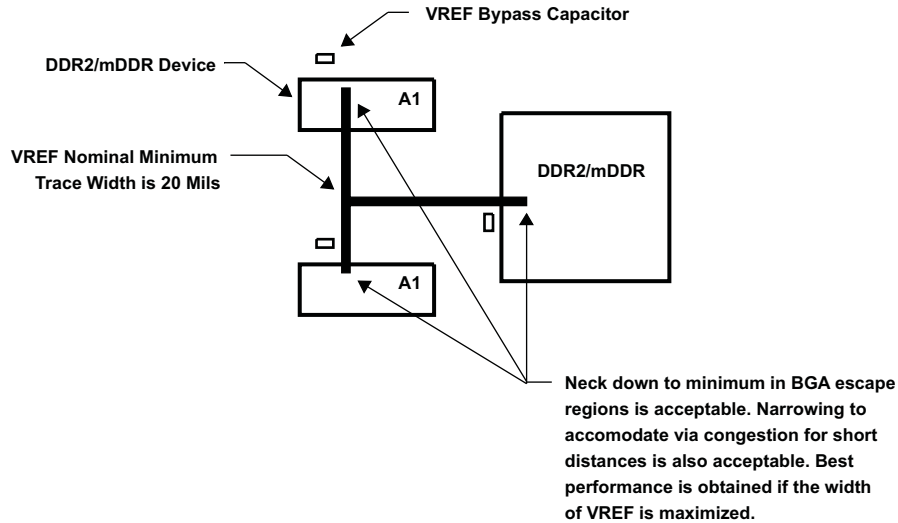 VREF Bypass Capacitor
DDR2/mDDR Device
A1
VREF Nominal Minimum
Trace Width is 20 Mils
DDR2/mDDR
A1
Neck down to minimum in BGA escape
regions is acceptable. Narrowing to
accomodate via congestion for short
distances is also acceptable. Best
performance is obtained if the width
of VREF is maximized.